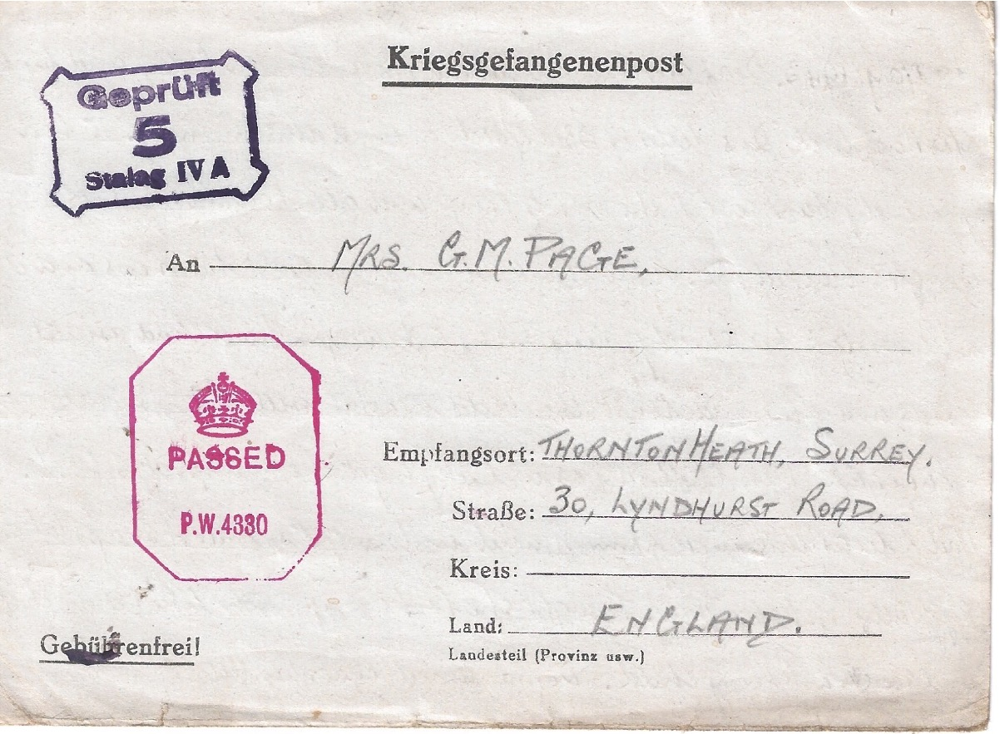 Kriegsgefangenenpost
Geprüft
5
Stalag IV A
An MRS. G.M. PAGE,
PASSED
P.W.4330
Empfangsort: THORNTON HEATH, SURREY.
Straße: 30, LYNDHURST ROAD,
Kreis:
Land: ENGLAND.
Landesteil (Provinz usw.)
Gebührenfrei!